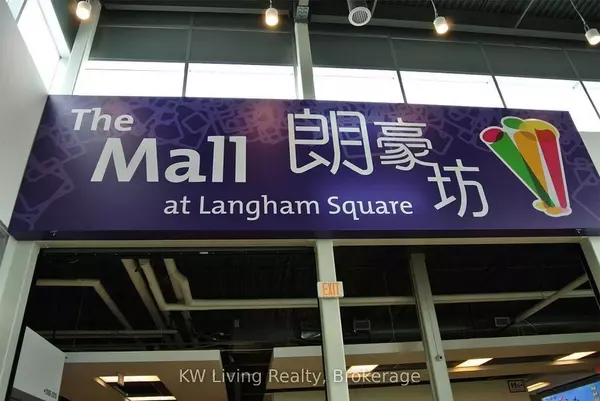 The
Mall
朗豪坊
at Langham Square
EXIT
KW Living Realty, Brokerage